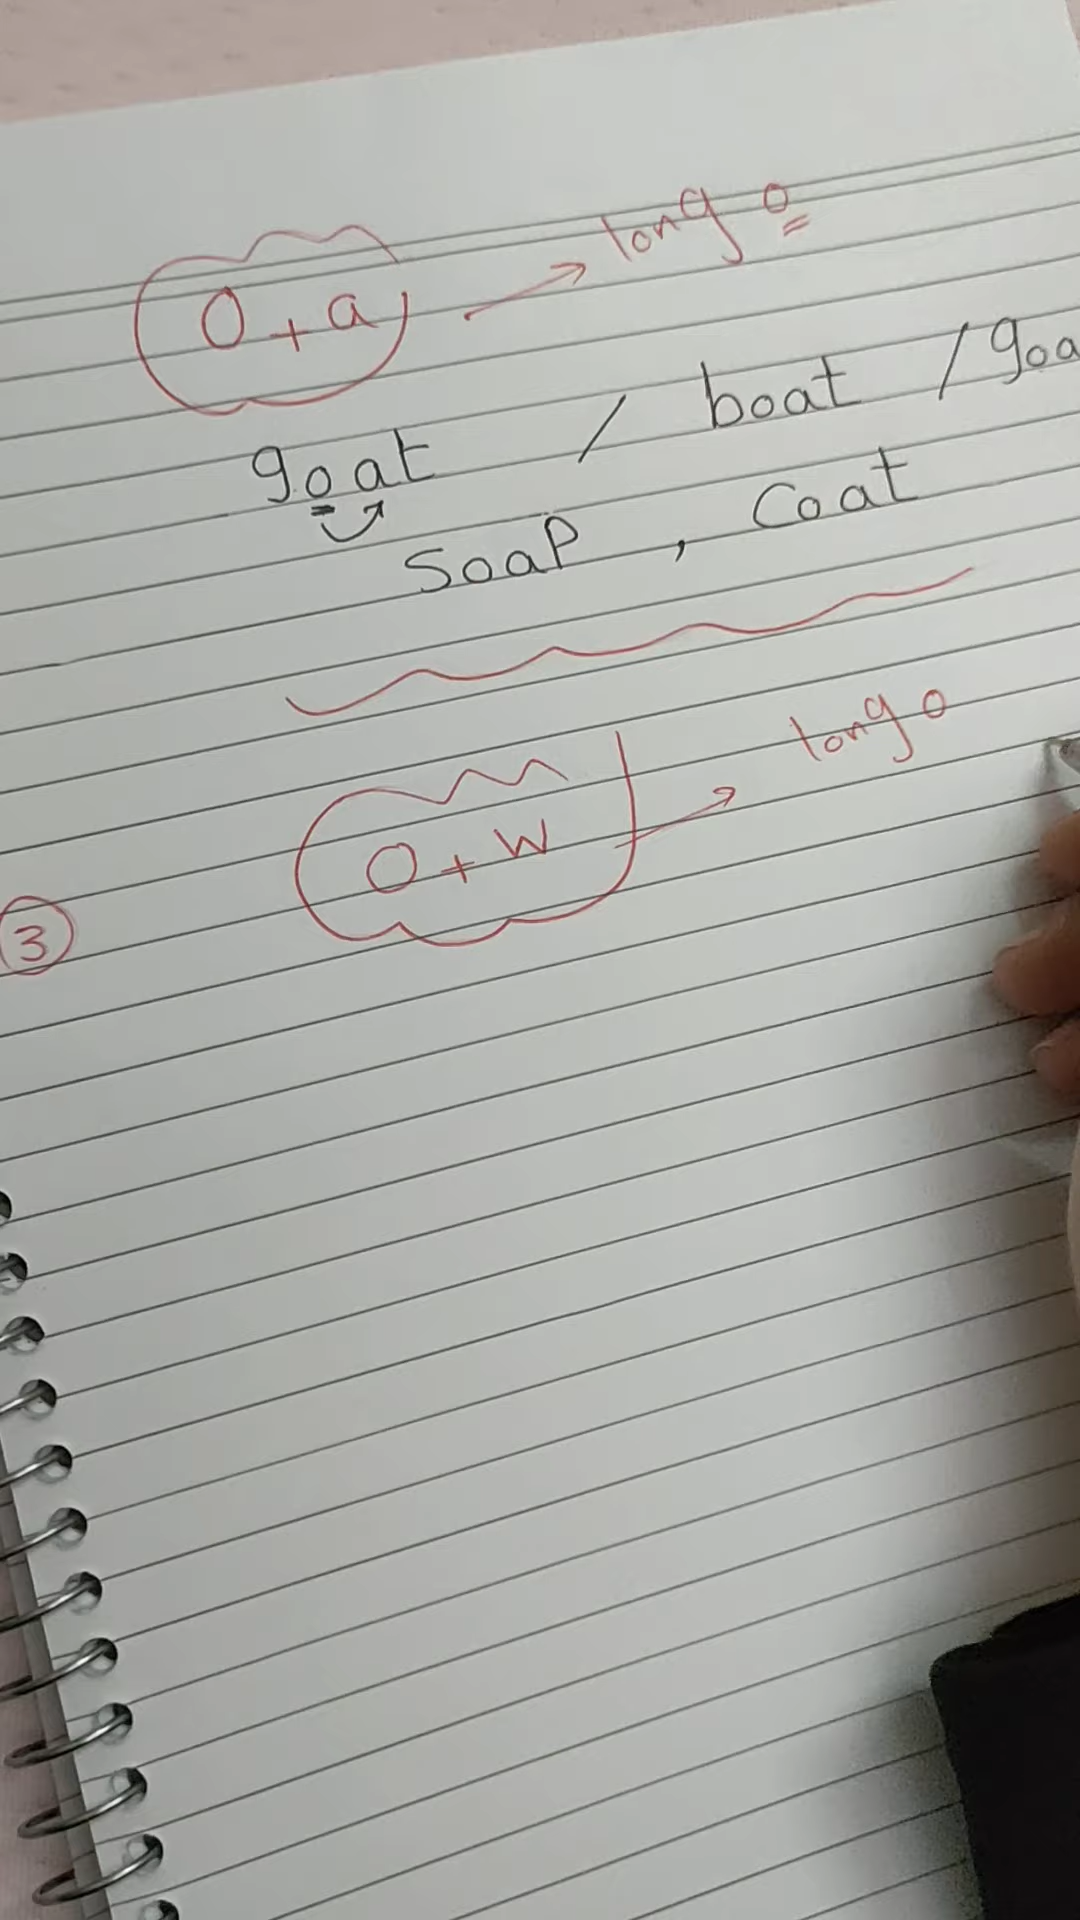 O + a → long o
goat / boat / goa
soap , coat
③ O + w → long o